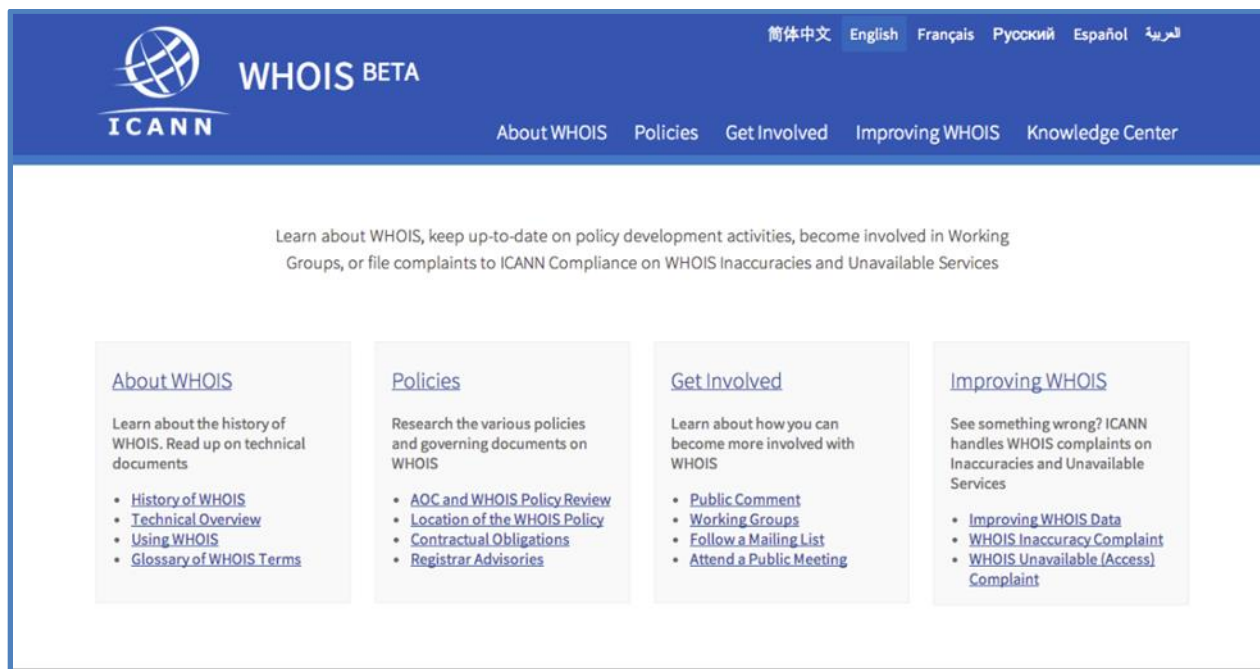 简体中文 English Français Русский Español العربية
WHOIS BETA
ICANN
About WHOIS Policies Get Involved Improving WHOIS Knowledge Center
Learn about WHOIS, keep up-to-date on policy development activities, become involved in Working
Groups, or file complaints to ICANN Compliance on WHOIS Inaccuracies and Unavailable Services
About WHOIS
Learn about the history of
WHOIS. Read up on technical
documents
• History of WHOIS
• Technical Overview
• Using WHOIS
• Glossary of WHOIS Terms
Policies
Research the various policies
and governing documents on
WHOIS
• AOC and WHOIS Policy Review
• Location of the WHOIS Policy
• Contractual Obligations
• Registrar Advisories
Get Involved
Learn about how you can
become more involved with
WHOIS
• Public Comment
• Working Groups
• Follow a Mailing List
• Attend a Public Meeting
Improving WHOIS
See something wrong? ICANN
handles WHOIS complaints on
Inaccuracies and Unavailable
Services
• Improving WHOIS Data
• WHOIS Inaccuracy Complaint
• WHOIS Unavailable (Access)
Complaint